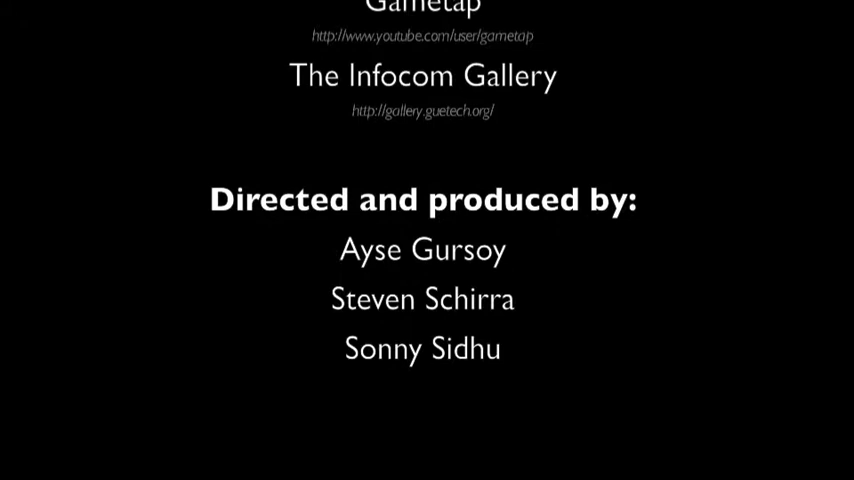 Gametap
http://www.youtube.com/user/gametap
The Infocom Gallery
http://gallery.guetech.org/
Directed and produced by:
Ayse Gursoy
Steven Schirra
Sonny Sidhu